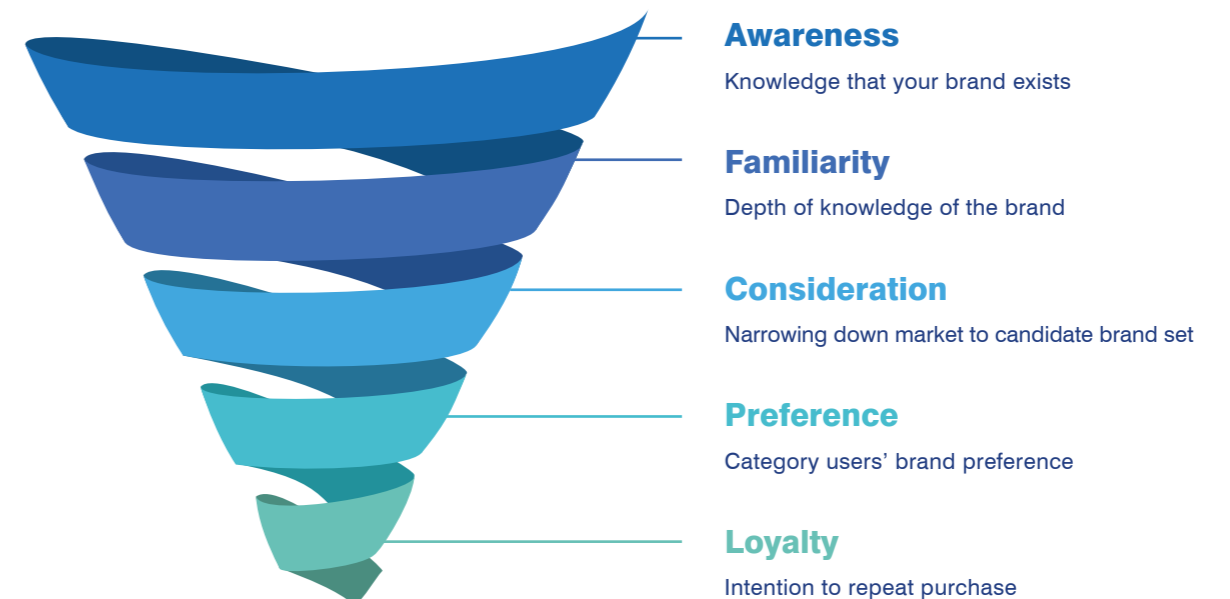 Awareness
Knowledge that your brand exists
Familiarity
Depth of knowledge of the brand
Consideration
Narrowing down market to candidate brand set
Preference
Category users’ brand preference
Loyalty
Intention to repeat purchase